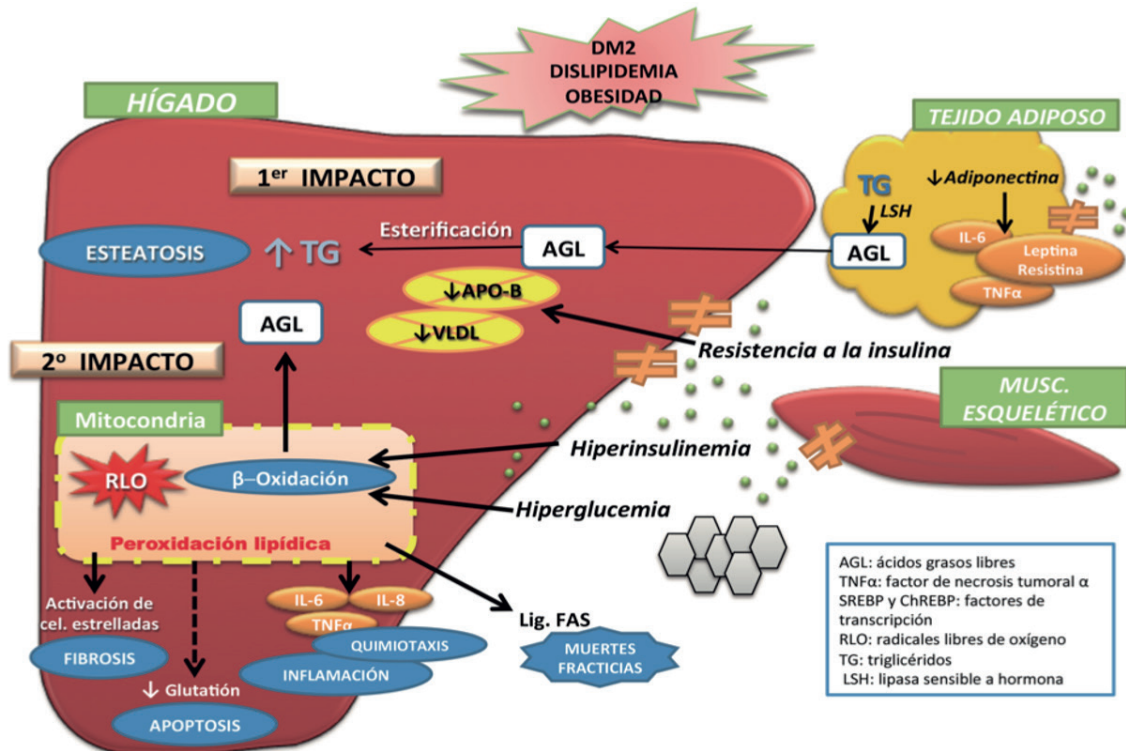 DM2
DISLIPIDEMIA
OBESIDAD
HÍGADO
TEJIDO ADIPOSO
1er IMPACTO
TG
↓Adiponectina
LSH
AGL
IL-6
Leptina
Resistina
TNFα
ESTEATOSIS
↑ TG
Esterificación
AGL
↓APO-B
↓VLDL
AGL
Resistencia a la insulina
2o IMPACTO
MUSC.
ESQUELÉTICO
Mitocondria
RLO
β–Oxidación
Peroxidación lipídica
Hiperinsulinemia
Hiperglucemia
Activación de
cel. estrelladas
FIBROSIS
↓ Glutatión
APOPTOSIS
IL-6
IL-8
TNFα
QUIMIOTAXIS
INFLAMACIÓN
Lig. FAS
MUERTES
FRACTICIAS
AGL: ácidos grasos libres
TNFα: factor de necrosis tumoral α
SREBP y ChREBP: factores de
transcripción
RLO: radicales libres de oxígeno
TG: triglicéridos
LSH: lipasa sensible a hormona